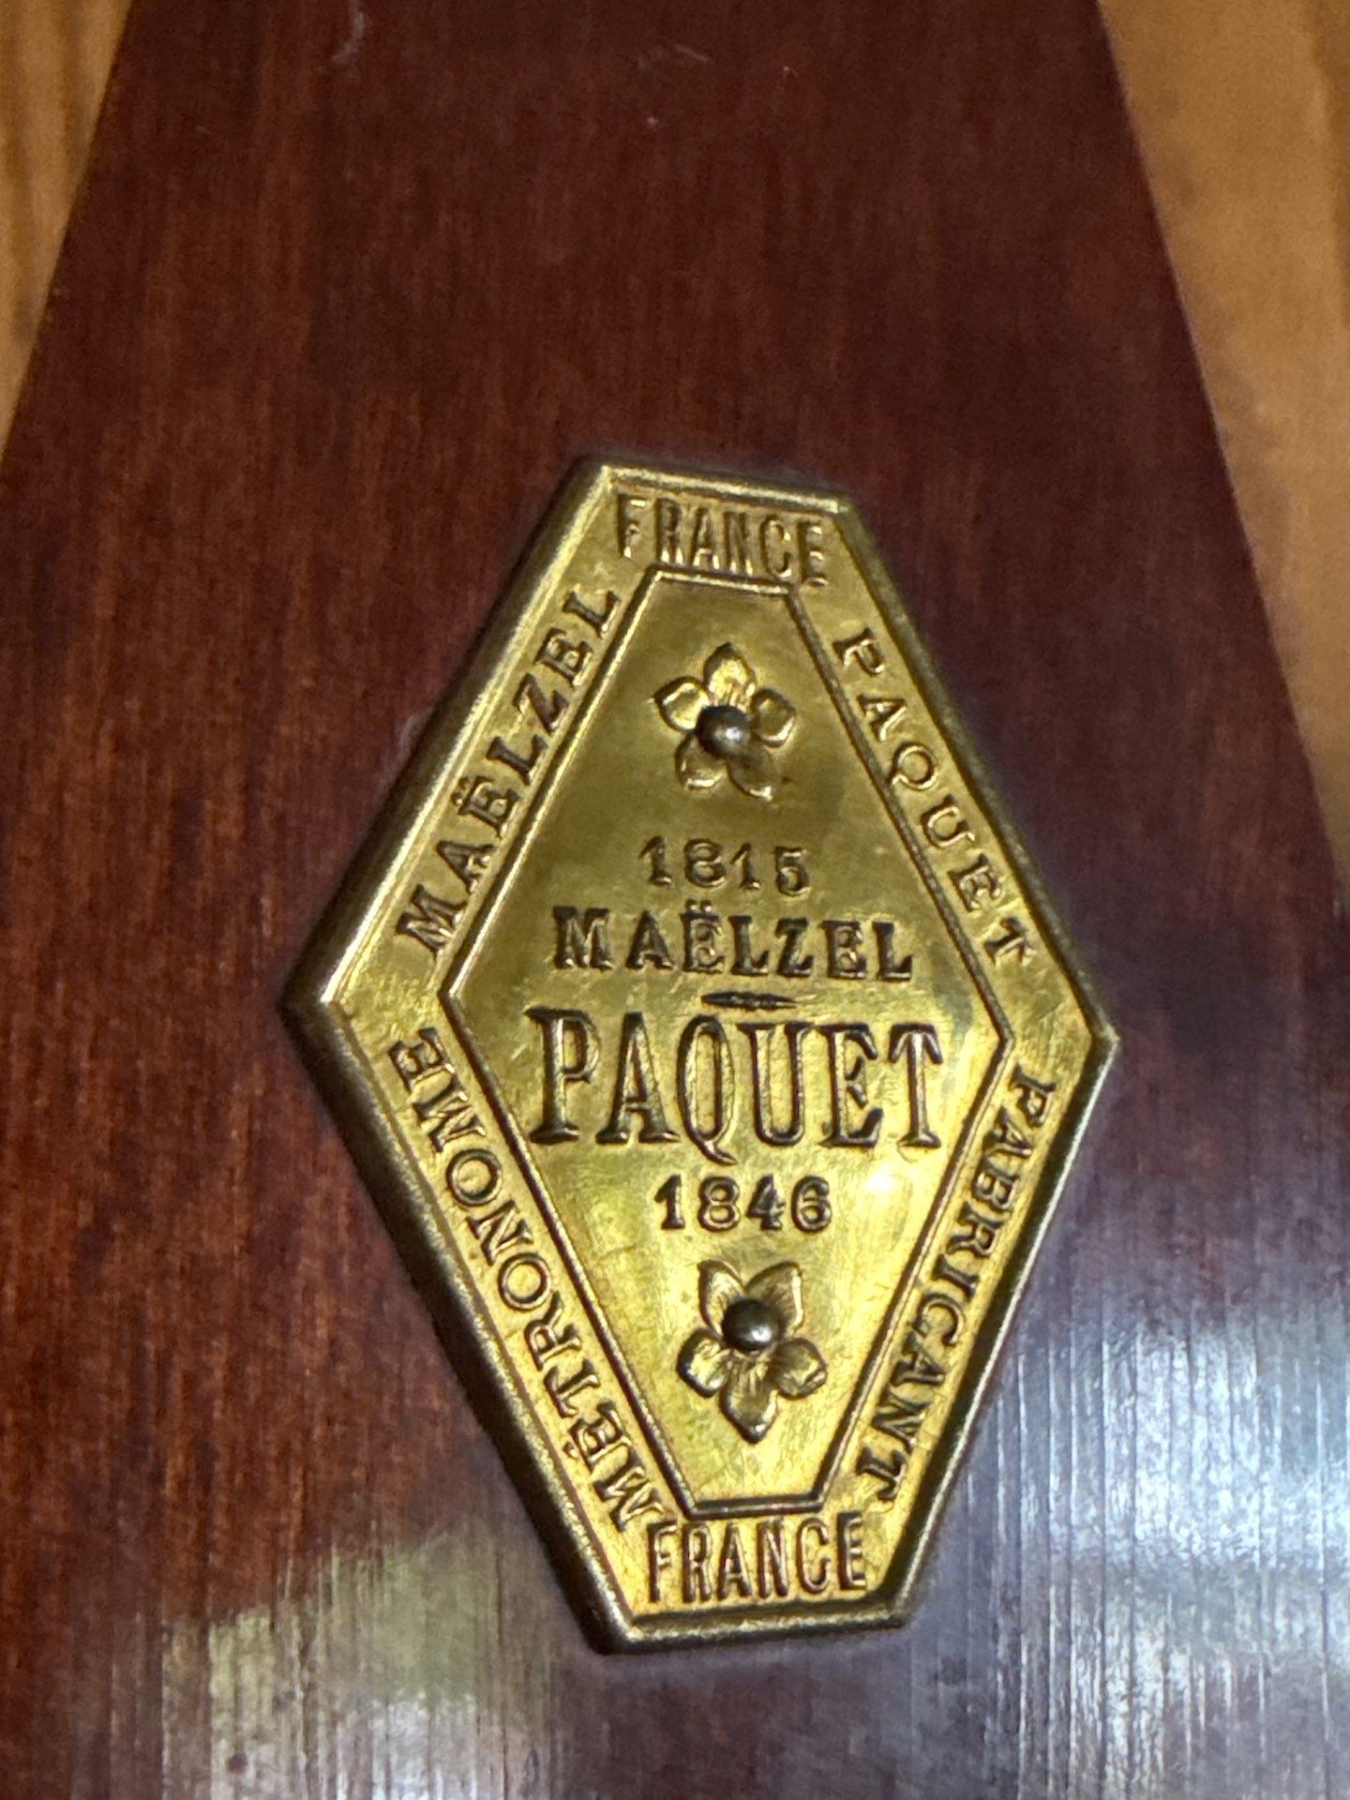 FRANCE
MAËLZEL
PAQUET
1815
MAËLZEL
PAQUET
1846
MÉTRONOME
FABRICANT
FRANCE